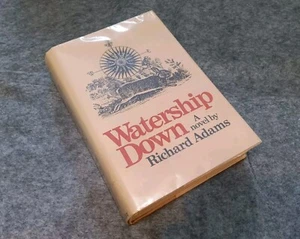 Watership
Down
A
novel by
Richard Adams